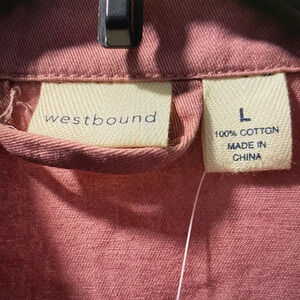 westbound
L
100% COTTON
MADE IN
CHINA